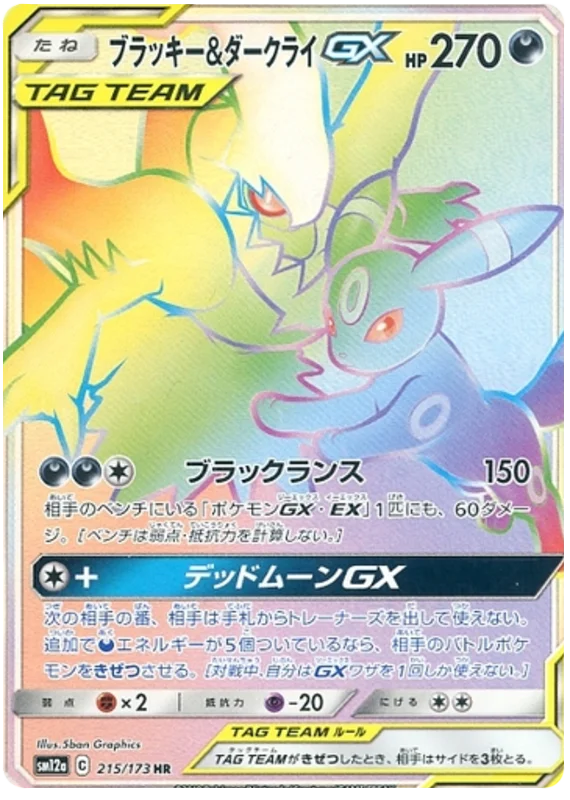 たね ブラッキー&ダークライGX HP270
TAG TEAM
ブラックランス 150
相手のベンチにいる「ポケモンGX・EX」1匹にも、60ダメー
ジ。[ベンチは弱点・抵抗力を計算しない。]
+ デッドムーンGX
次の相手の番、相手は手札からトレーナーズを出して使えない。
追加でエネルギーが5個ついているなら、相手のバトルポケ
モンをきぜつさせる。[対戦中、自分はGXワザを1回しか使えない。]
弱点 ×2 抵抗力 -20 にげる
Illus.5ban Graphics
TAG TEAM ルール
sm12a C 215/173 HR
TAG TEAMがきぜつしたとき、相手はサイドを3枚とる。